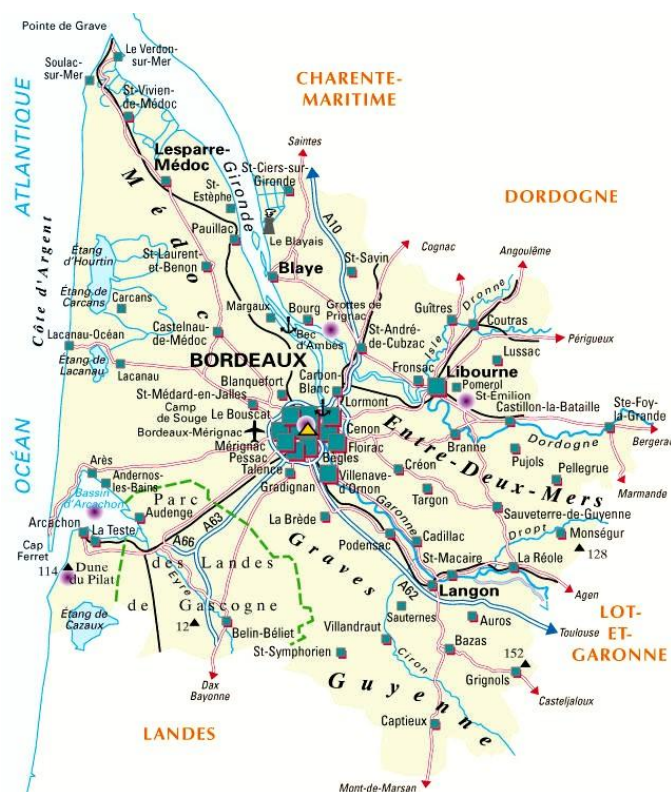 Pointe de Grave
Le Verdon-
sur-Mer
Soulac-
sur-Mer
St-Vivien-
de-Médoc
CHARENTE-
MARITIME
ATLANTIQUE
Lesparre-
Médoc
Saintes
St-Ciers-sur-
Gironde
Gironde
St-
Estèphe
A10
DORDOGNE
Médoc
Pauillac
Le Blayais
Côte d'Argent
Étang
d'Hourtin
St-Laurent-
et-Benon
Blaye
St-Savin
Cognac
Angoulême
Étang de
Carcans
Carcans
Margaux
Bourg
Grottes de
Prignac
Guîtres
Dronne
Coutras
Castelnau-
de-Médoc
Bec
d'Ambès
St-André-
de-Cubzac
Isle
Périgueux
Lacanau-Océan
Étang de
Lacanau
Lacanau
BORDEAUX
Fronsac
Lussac
Libourne
Blanquefort
Carbon-
Blanc
Pomerol
St-Émilion
St-Médard-en-Jalles
Lormont
Castillon-la-Bataille
Ste-Foy-
la-Grande
Camp
de Souge
Le Bouscat
Bordeaux-Mérignac
Cenon
Dordogne
Bergerac
OCÉAN
Mérignac
Floirac
Branne
Entre-Deux-Mers
Pessac
Bègles
Pujols
Talence
Villenave-
d'Ornon
Créon
Pellegrue
Arès
Andernos-
les-Bains
Gradignan
Targon
Marmande
Bassin
d'Arcachon
Parc
des Landes
de Gascogne
Audenge
A63
La Brède
Garonne
Sauveterre-de-Guyenne
Arcachon
La Teste
Graves
Podensac
Cadillac
Dropt
Monségur
Cap
Ferret
A66
St-Macaire
La Réole
128
114
Dune
du Pilat
Eyre
A62
Langon
Agen
Étang de
Cazaux
12
Sauternes
Auros
LOT-
ET-
GARONNE
Toulouse
Belin-Béliet
Villandraut
Bazas
St-Symphorien
Ciron
152
Grignols
Dax
Bayonne
Guyenne
Casteljaloux
LANDES
Captieux
Mont-de-Marsan